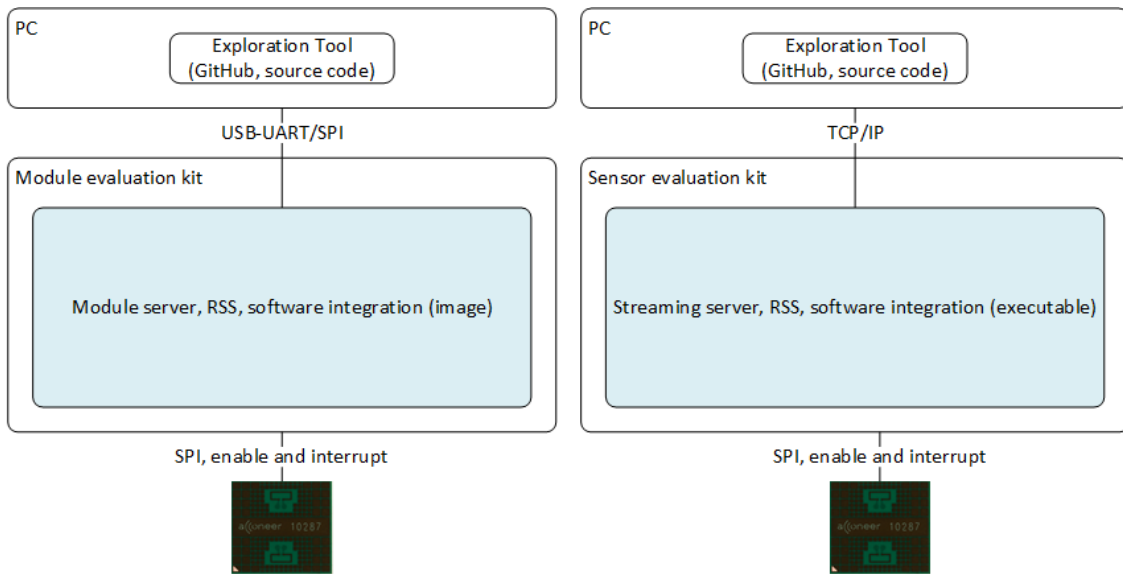 PC
Exploration Tool
(GitHub, source code)
USB-UART/SPI
Module evaluation kit
Module server, RSS, software integration (image)
SPI, enable and interrupt
acconeer 10287
PC
Exploration Tool
(GitHub, source code)
TCP/IP
Sensor evaluation kit
Streaming server, RSS, software integration (executable)
SPI, enable and interrupt
acconeer 10287